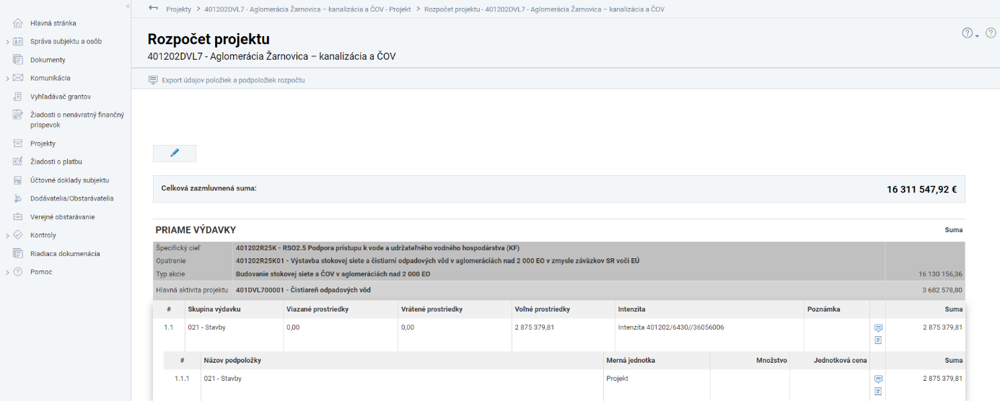 Projekty > 401202DVL7 - Aglomerácia Žarnovica – kanalizácia a ČOV - Projekt > Rozpočet projektu - 401202DVL7 - Aglomerácia Žarnovica – kanalizácia a ČOV
Hlavná stránka
Správa subjektu a osôb
Dokumenty
Komunikácia
Vyhľadávač grantov
Žiadosti o nenávratný finančný
príspevok
Projekty
Žiadosti o platbu
Účtovné doklady subjektu
Dodávatelia/Obstarávatelia
Verejné obstarávanie
Kontroly
Riadiaca dokumenácia
Pomoc
Rozpočet projektu
401202DVL7 - Aglomerácia Žarnovica – kanalizácia a ČOV
Export údajov položiek a podpoložiek rozpočtu
Celková zazmluvnená suma: 16 311 547,92 €
PRIAME VÝDAVKY Suma
Špecifický cieľ 401202R25K - RSO2.5 Podpora prístupu k vode a udržateľného vodného hospodárstva (KF)
Opatrenie 401202R25K01 - Výstavba stokovej siete a čistiarní odpadových vôd v aglomeráciách nad 2 000 EO v zmysle záväzkov SR voči EÚ
Typ akcie Budovanie stokovej siete a ČOV v aglomeráciách nad 2 000 EO 16 130 156,36
Hlavná aktivita projektu 401DVL700001 - Čistiareň odpadových vôd 3 682 578,80
# Skupina výdavku Viazané prostriedky Vrátené prostriedky Voľné prostriedky Intenzita Poznámka Suma
1.1 021 - Stavby 0,00 0,00 2 875 379,81 Intenzita 401202/6430//36056006 2 875 379,81
# Názov podpoložky Merná jednotka Množstvo Jednotková cena Suma
1.1.1 021 - Stavby Projekt 2 875 379,81